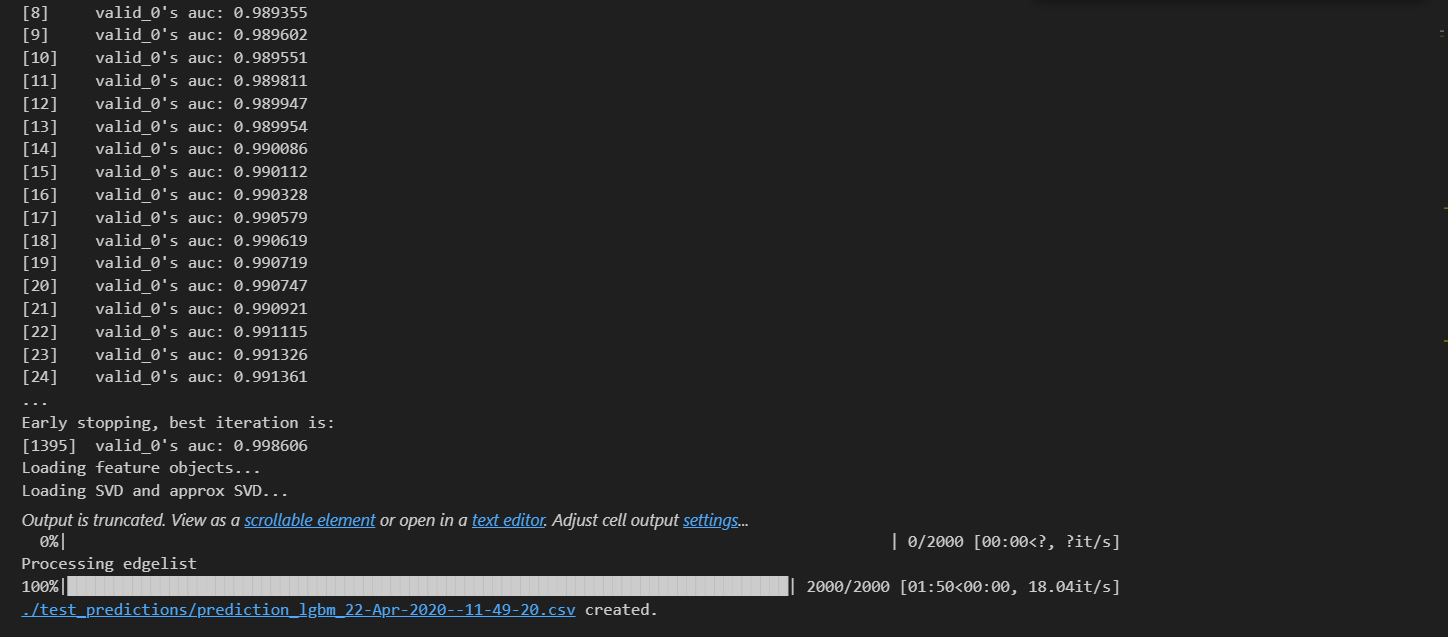 [8]     valid_0's auc: 0.989355
[9]     valid_0's auc: 0.989602
[10]    valid_0's auc: 0.989551
[11]    valid_0's auc: 0.989811
[12]    valid_0's auc: 0.989947
[13]    valid_0's auc: 0.989954
[14]    valid_0's auc: 0.990086
[15]    valid_0's auc: 0.990112
[16]    valid_0's auc: 0.990328
[17]    valid_0's auc: 0.990579
[18]    valid_0's auc: 0.990619
[19]    valid_0's auc: 0.990719
[20]    valid_0's auc: 0.990747
[21]    valid_0's auc: 0.990921
[22]    valid_0's auc: 0.991115
[23]    valid_0's auc: 0.991326
[24]    valid_0's auc: 0.991361
...
Early stopping, best iteration is:
[1395]  valid_0's auc: 0.998606
Loading feature objects...
Loading SVD and approx SVD...
Output is truncated. View as a scrollable element or open in a text editor. Adjust cell output settings...
0%| | 0/2000 [00:00<?, ?it/s]
Processing edgelist
100%|██████████| 2000/2000 [01:50<00:00, 18.04it/s]
./test_predictions/prediction_lgbm_22-Apr-2020--11-49-20.csv created.